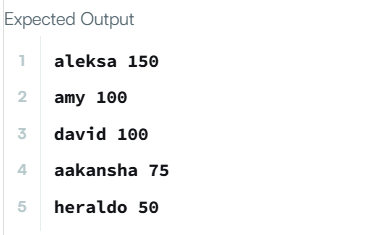 Expected Output
1 aleksa 150
2 amy 100
3 david 100
4 aakansha 75
5 heraldo 50